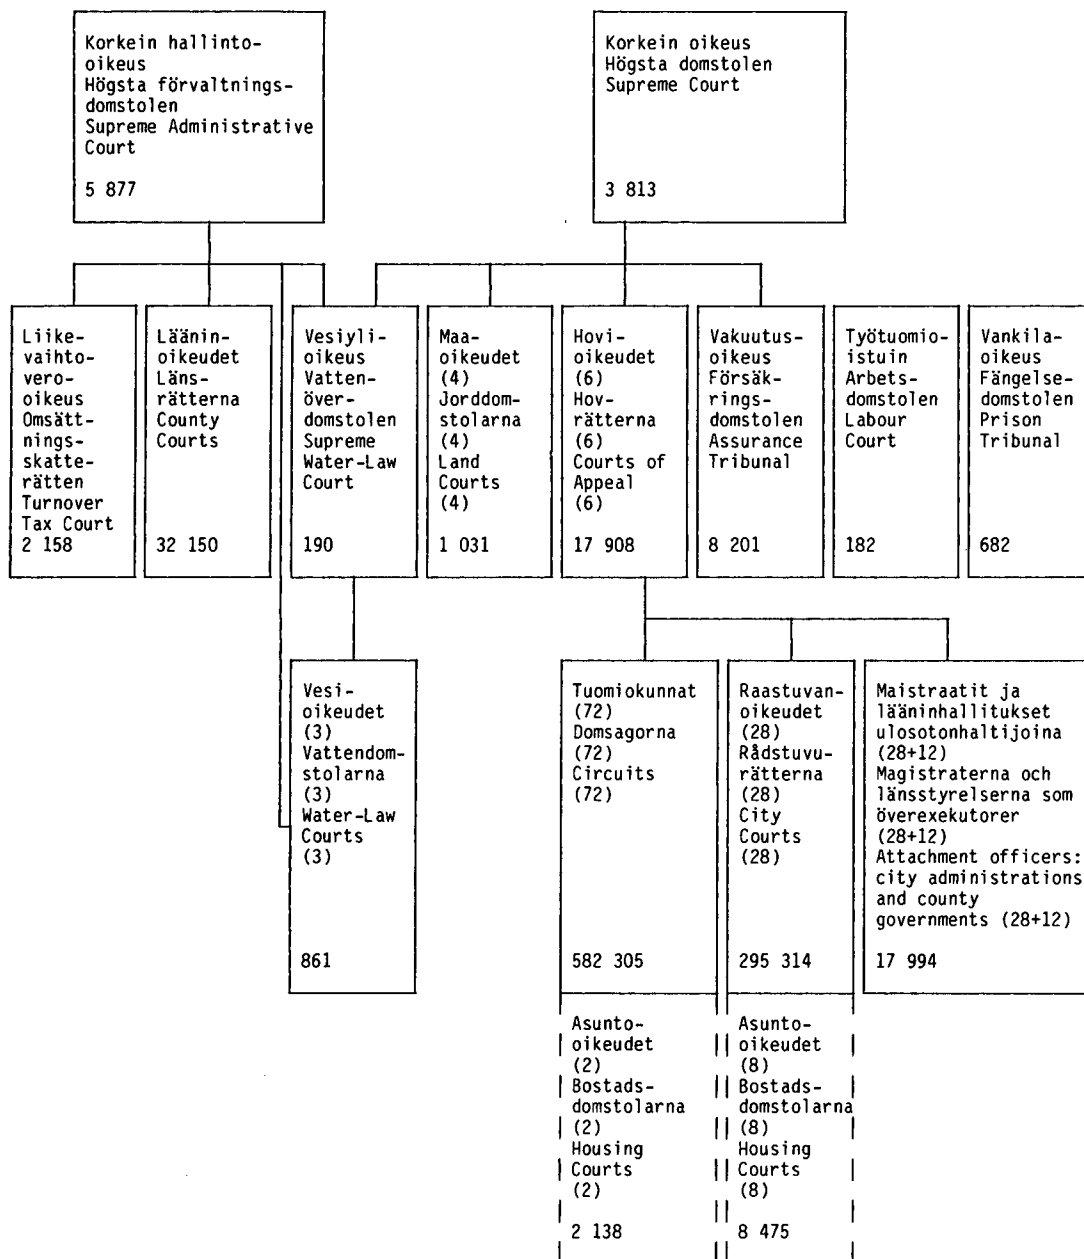 Korkein hallinto-
oikeus
Högsta förvaltnings-
domstolen
Supreme Administrative
Court
5 877
Korkein oikeus
Högsta domstolen
Supreme Court
3 813
Liike-
vaihto-
vero-
oikeus
Omsätt-
nings-
skatte-
rätten
Turnover
Tax Court
2 158
Läänin-
oikeudet
Läns-
rätterna
County
Courts
32 150
Vesiyli-
oikeus
Vatten-
över-
domstolen
Supreme
Water-Law
Court
190
Maa-
oikeudet
(4)
Jorddom-
stolarna
(4)
Land
Courts
(4)
1 031
Hovi-
oikeudet
(6)
Hov-
rätterna
(6)
Courts of
Appeal
(6)
17 908
Vakuutus-
oikeus
Försäk-
rings-
domstolen
Assurance
Tribunal
8 201
Työtuomio-
istuin
Arbets-
domstolen
Labour
Court
182
Vankila-
oikeus
Fängelse-
domstolen
Prison
Tribunal
682
Vesi-
oikeudet
(3)
Vattendom-
stolarna
(3)
Water-Law
Courts
(3)
861
Tuomiokunnat
(72)
Domsagorna
(72)
Circuits
(72)
582 305
Raastuvan-
oikeudet
(28)
Rådstuvu-
rätterna
(28)
City
Courts
(28)
295 314
Maistraatit ja
lääninhallitukset
ulosotonhaltijoina
(28+12)
Magistraterna och
länsstyrelserna som
överexekutorer
(28+12)
Attachment officers:
city administrations
and county
governments (28+12)
17 994
Asunto-
oikeudet
(2)
Bostads-
domstolarna
(2)
Housing
Courts
(2)
2 138
Asunto-
oikeudet
(8)
Bostads-
domstolarna
(8)
Housing
Courts
(8)
8 475